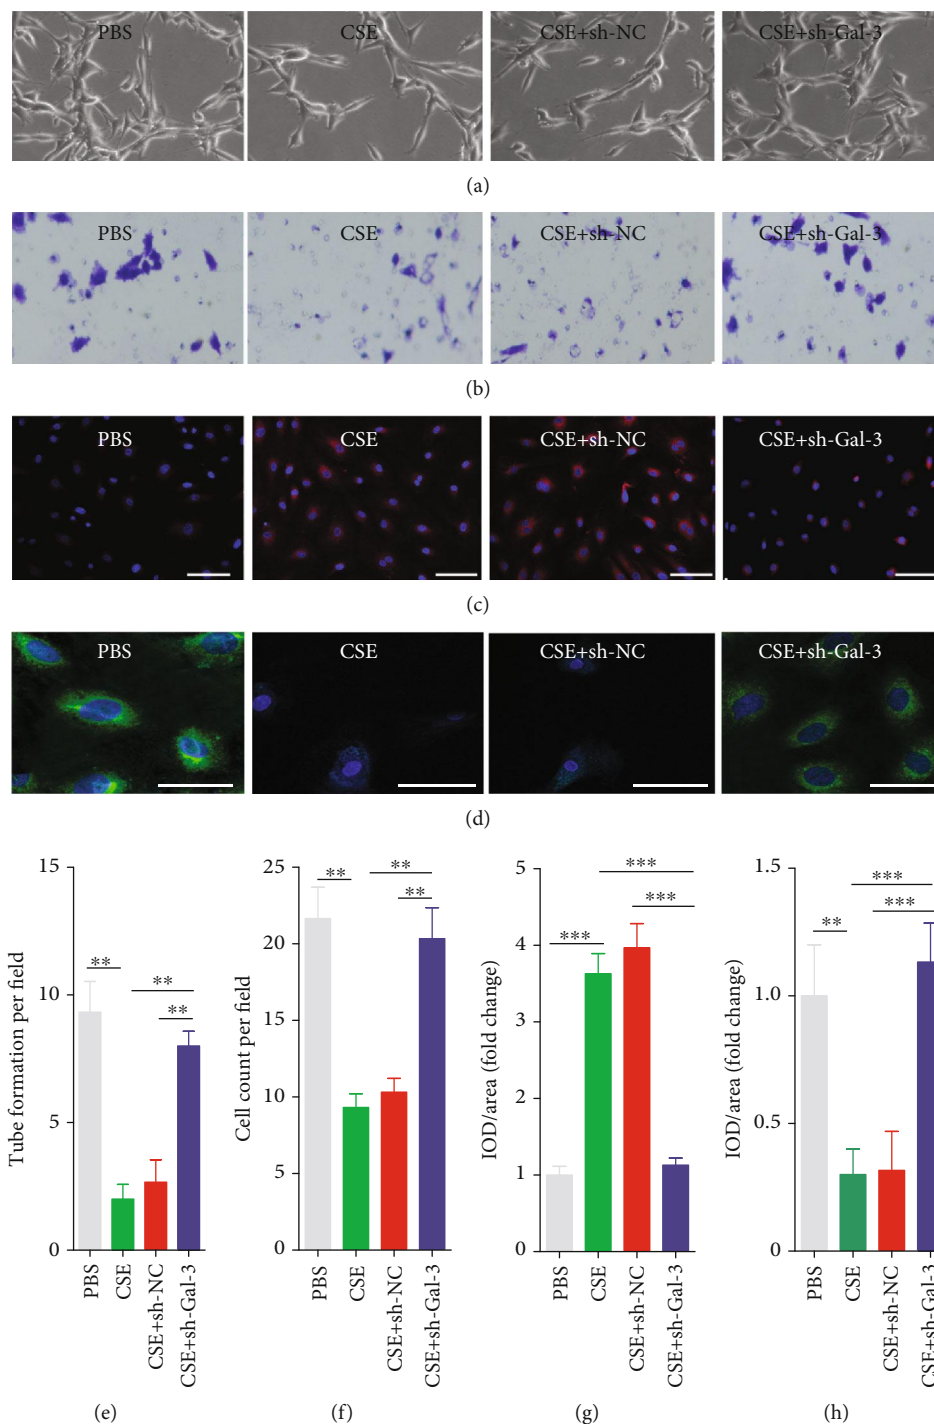 PBS CSE CSE+sh-NC CSE+sh-Gal-3
(a)
PBS CSE CSE+sh-NC CSE+sh-Gal-3
(b)
PBS CSE CSE+sh-NC CSE+sh-Gal-3
(c)
PBS CSE CSE+sh-NC CSE+sh-Gal-3
(d)
Tube formation per field
15
10
5
0
**
**
**
PBS
CSE
CSE+sh-NC
CSE+sh-Gal-3
(e)
Cell count per field
25
20
15
10
5
0
**
**
**
PBS
CSE
CSE+sh-NC
CSE+sh-Gal-3
(f)
IOD/area (fold change)
5
4
3
2
1
0
***
***
***
PBS
CSE
CSE+sh-NC
CSE+sh-Gal-3
(g)
IOD/area (fold change)
1.5
1.0
0.5
0
***
***
**
PBS
CSE
CSE+sh-NC
CSE+sh-Gal-3
(h)